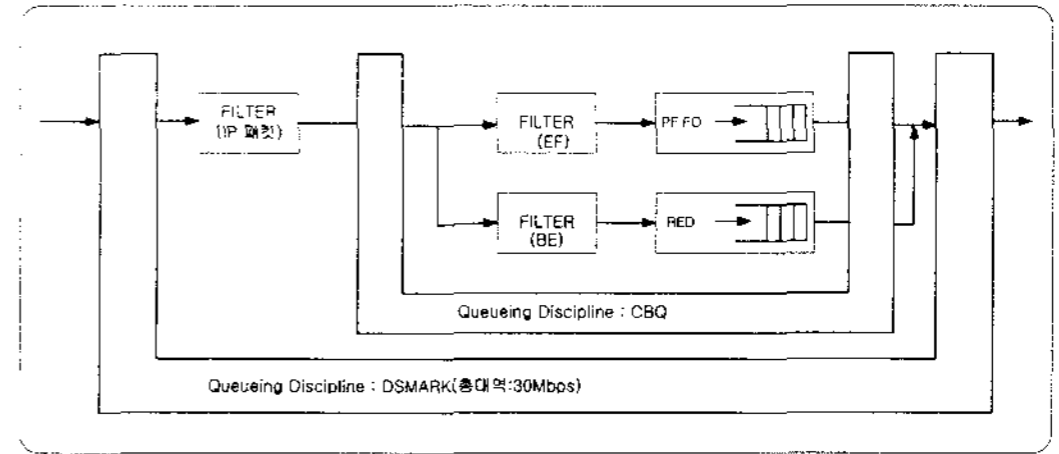 FILTER
(IP 패킷)
FILTER
(EF)
PFIFO
FILTER
(BE)
RED
Queueing Discipline : CBQ
Queueing Discipline : DSMARK(총대역:30Mbps)